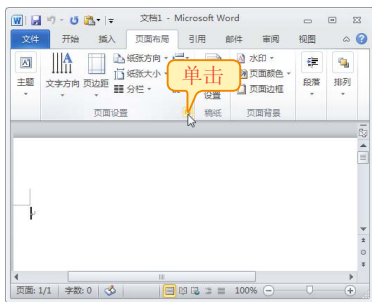 文档1 - Microsoft Word
文件 开始 插入 页面布局 引用 邮件 审阅 视图
主题 文字方向 页边距 纸张方向 纸张大小 分栏
单击
设置
水印 页面颜色 页面边框
段落 排列
页面设置 稿纸 页面背景
页面: 1/1 字数: 0 100%